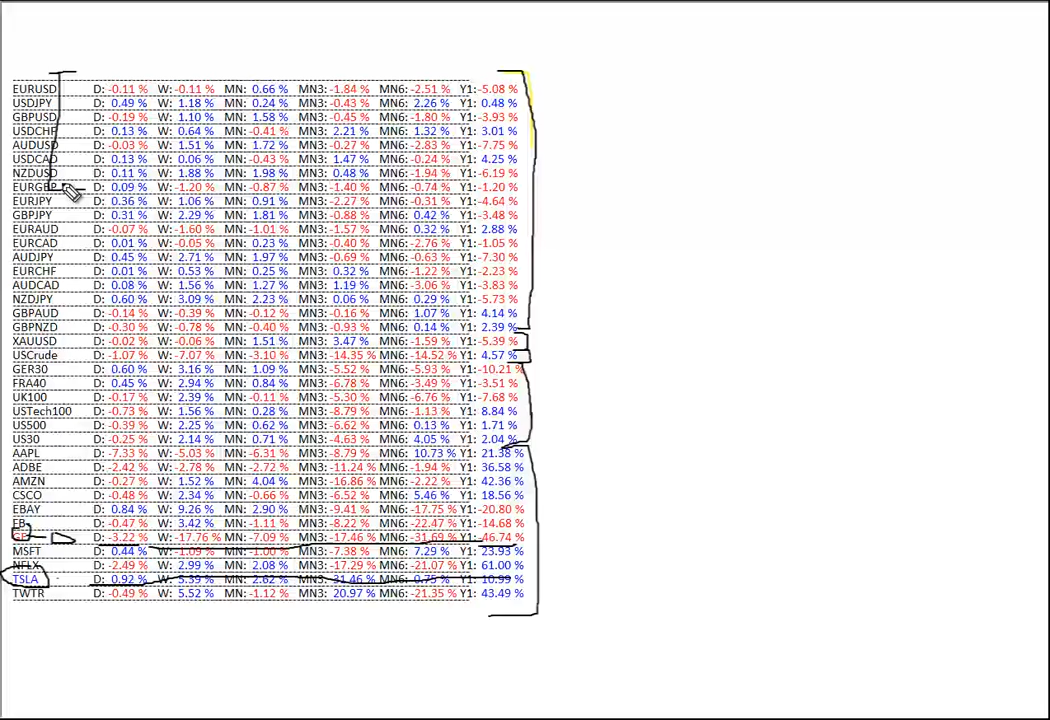 EURUSD D: -0.11 % W: -0.11 % MN: 0.66 % MN3: -1.84 % MN6: -2.51 % Y1: -5.08 %
USDJPY D: 0.49 % W: 1.18 % MN: 0.24 % MN3: -0.43 % MN6: 2.26 % Y1: 0.48 %
GBPUSD D: -0.19 % W: 1.10 % MN: 1.58 % MN3: -0.45 % MN6: -1.80 % Y1: -3.93 %
USDCHF D: 0.13 % W: 0.64 % MN: -0.41 % MN3: 2.21 % MN6: 1.32 % Y1: 3.01 %
AUDUSD D: -0.03 % W: 1.51 % MN: 1.72 % MN3: -0.27 % MN6: -2.83 % Y1: -7.75 %
USDCAD D: 0.13 % W: 0.06 % MN: -0.43 % MN3: 1.47 % MN6: -0.24 % Y1: 4.25 %
NZDUSD D: 0.11 % W: 1.88 % MN: 1.98 % MN3: 0.48 % MN6: -1.94 % Y1: -6.19 %
EURGBP D: 0.09 % W: -1.20 % MN: -0.87 % MN3: -1.40 % MN6: -0.74 % Y1: -1.20 %
EURJPY D: 0.36 % W: 1.06 % MN: 0.91 % MN3: -2.27 % MN6: -0.31 % Y1: -4.64 %
GBPJPY D: 0.31 % W: 2.29 % MN: 1.81 % MN3: -0.88 % MN6: 0.42 % Y1: -3.48 %
EURAUD D: -0.07 % W: -1.60 % MN: -1.01 % MN3: -1.57 % MN6: 0.32 % Y1: 2.88 %
EURCAD D: 0.01 % W: -0.05 % MN: 0.23 % MN3: -0.40 % MN6: -2.76 % Y1: -1.05 %
AUDJPY D: 0.45 % W: 2.71 % MN: 1.97 % MN3: -0.69 % MN6: -0.63 % Y1: -7.30 %
EURCHF D: 0.01 % W: 0.53 % MN: 0.25 % MN3: 0.32 % MN6: -1.22 % Y1: -2.23 %
AUDCAD D: 0.08 % W: 1.56 % MN: 1.27 % MN3: 1.19 % MN6: -3.06 % Y1: -3.83 %
NZDJPY D: 0.60 % W: 3.09 % MN: 2.23 % MN3: 0.06 % MN6: 0.29 % Y1: -5.73 %
GBPAUD D: -0.14 % W: -0.39 % MN: -0.12 % MN3: -0.16 % MN6: 1.07 % Y1: 4.14 %
GBPNZD D: -0.30 % W: -0.78 % MN: -0.40 % MN3: -0.93 % MN6: 0.14 % Y1: 2.39 %
XAUUSD D: -0.02 % W: -0.06 % MN: 1.51 % MN3: 3.47 % MN6: -1.59 % Y1: -5.39 %
USCrude D: -1.07 % W: -7.07 % MN: -3.10 % MN3: -14.35 % MN6: -14.52 % Y1: 4.57 %
GER30 D: 0.60 % W: 3.16 % MN: 1.09 % MN3: -5.52 % MN6: -5.93 % Y1: -10.21 %
FRA40 D: 0.45 % W: 2.94 % MN: 0.84 % MN3: -6.78 % MN6: -3.49 % Y1: -3.51 %
UK100 D: -0.17 % W: 2.39 % MN: -0.11 % MN3: -5.30 % MN6: -6.76 % Y1: -7.68 %
USTech100 D: -0.73 % W: 1.56 % MN: 0.28 % MN3: -8.79 % MN6: -1.13 % Y1: 8.84 %
US500 D: -0.39 % W: 2.25 % MN: 0.62 % MN3: -6.62 % MN6: 0.13 % Y1: 1.71 %
US30 D: -0.25 % W: 2.14 % MN: 0.71 % MN3: -4.63 % MN6: 4.05 % Y1: 2.04 %
AAPL D: -7.33 % W: -5.03 % MN: -6.31 % MN3: -8.79 % MN6: 10.73 % Y1: 21.38 %
ADBE D: -2.42 % W: -2.78 % MN: -2.72 % MN3: -11.24 % MN6: -1.94 % Y1: 36.58 %
AMZN D: -0.27 % W: 1.52 % MN: 4.04 % MN3: -16.86 % MN6: -2.22 % Y1: 42.36 %
CSCO D: -0.48 % W: 2.34 % MN: -0.66 % MN3: -6.52 % MN6: 5.46 % Y1: 18.56 %
EBAY D: 0.84 % W: 9.26 % MN: 2.90 % MN3: -9.41 % MN6: -17.75 % Y1: -20.80 %
FB D: -0.47 % W: 3.42 % MN: -1.11 % MN3: -8.22 % MN6: -22.47 % Y1: -14.68 %
GE D: -3.22 % W: -17.76 % MN: -7.09 % MN3: -17.46 % MN6: -31.69 % Y1: -46.74 %
MSFT D: 0.44 % W: -1.09 % MN: -1.00 % MN3: -7.38 % MN6: 7.29 % Y1: 23.93 %
NFLX D: -2.49 % W: 2.99 % MN: 2.08 % MN3: -17.29 % MN6: -21.07 % Y1: 61.00 %
TSLA D: 0.92 % W: 5.39 % MN: 2.62 % MN3: 31.46 % MN6: 0.75 % Y1: 10.99 %
TWTR D: -0.49 % W: 5.52 % MN: -1.12 % MN3: 20.97 % MN6: -21.35 % Y1: 43.49 %